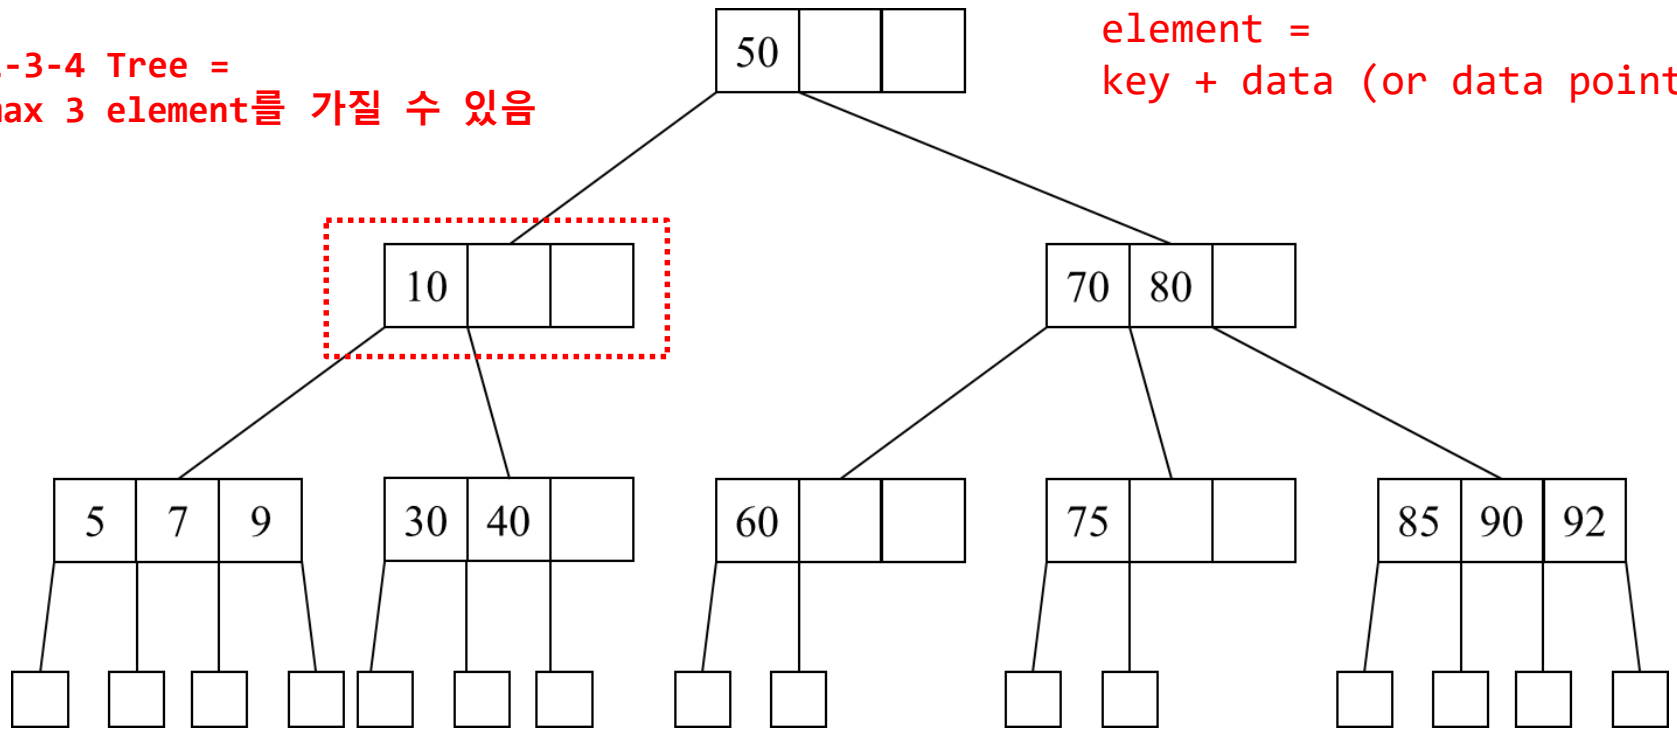 -3-4 Tree =
max 3 element를 가질 수 있음
element =
key + data (or data point
50
10
70 80
5 7 9
30 40
60
75
85 90 92